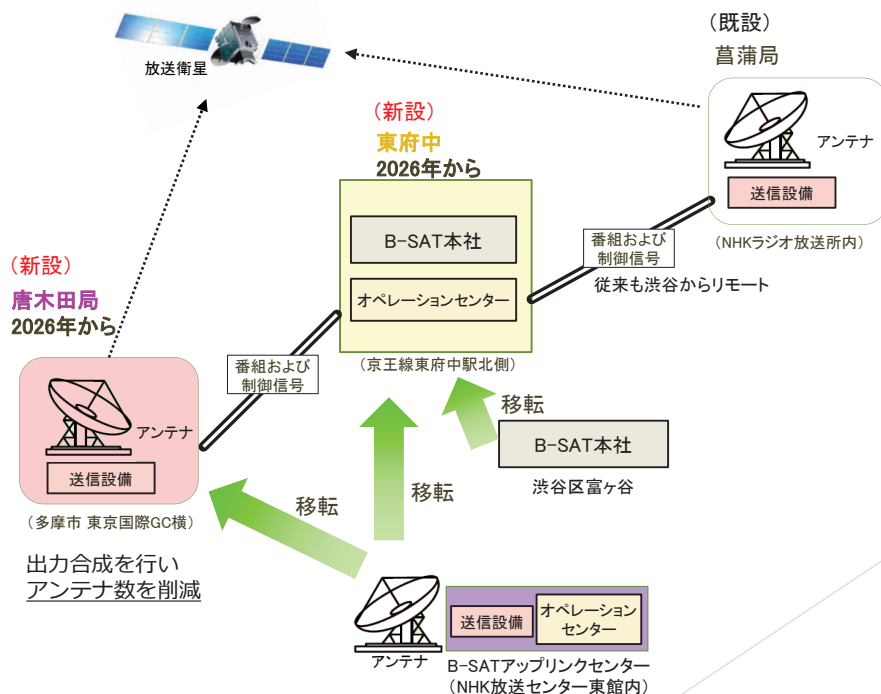 放送衛星
(既設)
菖蒲局
アンテナ
送信設備
(NHKラジオ放送所内)
(新設)
東府中
2026年から
B-SAT本社
オペレーションセンター
(京王線東府中駅北側)
番組および
制御信号
従来も渋谷からリモート
(新設)
唐木田局
2026年から
アンテナ
送信設備
(多摩市 東京国際GC横)
番組および
制御信号
出力合成を行い
アンテナ数を削減
移転
移転
移転
B-SAT本社
渋谷区富ヶ谷
アンテナ
送信設備
オペレーション
センター
B-SATアップリンクセンター
(NHK放送センター東館内)